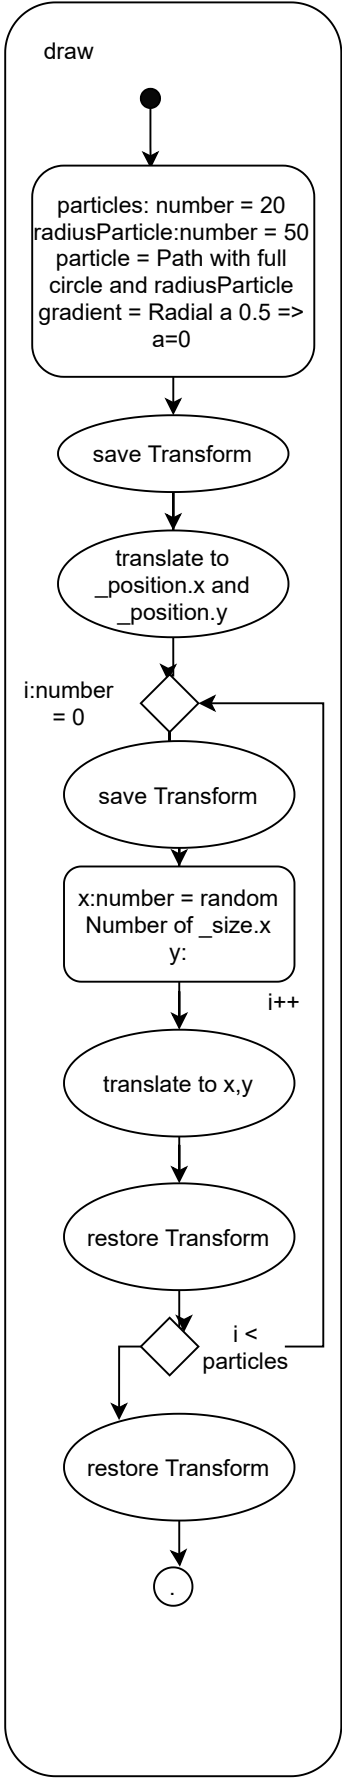 draw
particles: number = 20
radiusParticle:number = 50
particle = Path with full
circle and radiusParticle
gradient = Radial a 0.5 =>
a=0
save Transform
translate to
_position.x and
_position.y
i:number
= 0
save Transform
x:number = random
Number of _size.x
y:
i++
translate to x,y
restore Transform
i <
particles
restore Transform
.